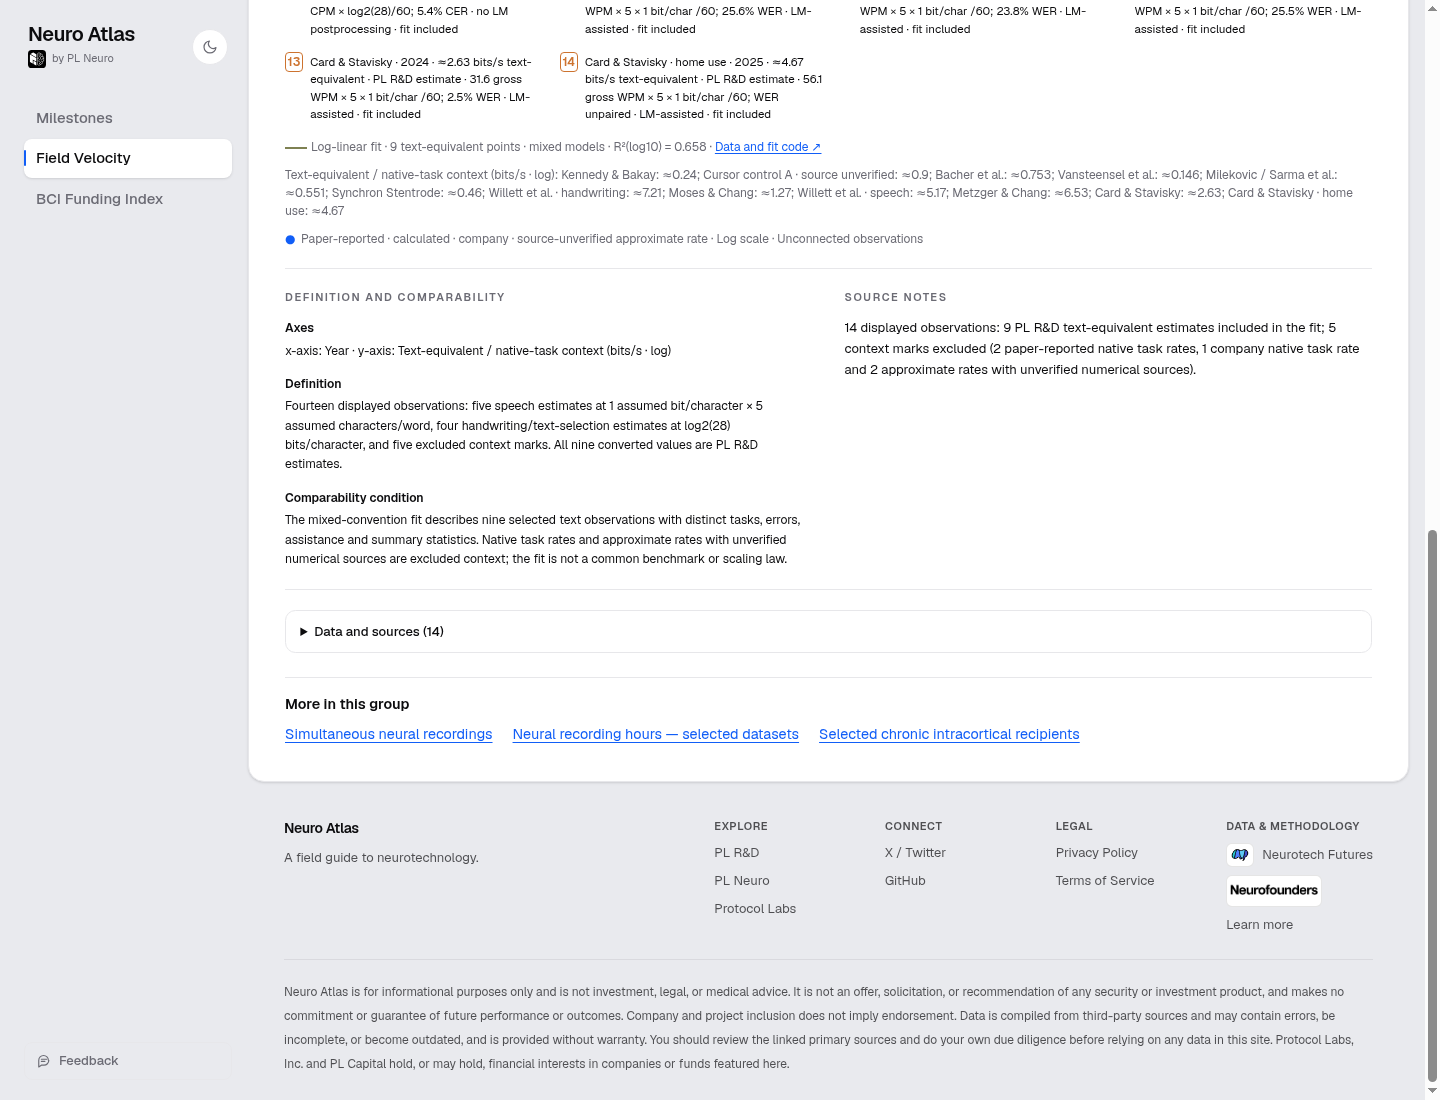 Neuro Atlas
by PL Neuro
Milestones
Field Velocity
BCI Funding Index
Feedback
CPM × log2(28)/60; 5.4% CER · no LM
postprocessing · fit included
WPM × 5 × 1 bit/char /60; 25.6% WER · LM-
assisted · fit included
WPM × 5 × 1 bit/char /60; 23.8% WER · LM-
assisted · fit included
WPM × 5 × 1 bit/char /60; 25.5% WER · LM-
assisted · fit included
13 Card & Stavisky · 2024 · ≈2.63 bits/s text-
equivalent · PL R&D estimate · 31.6 gross
WPM × 5 × 1 bit/char /60; 2.5% WER · LM-
assisted · fit included
14 Card & Stavisky · home use · 2025 · ≈4.67
bits/s text-equivalent · PL R&D estimate · 56.1
gross WPM × 5 × 1 bit/char /60; WER
unpaired · LM-assisted · fit included
Log-linear fit · 9 text-equivalent points · mixed models · R²(log10) = 0.658 · Data and fit code ↗
Text-equivalent / native-task context (bits/s · log): Kennedy & Bakay: ≈0.24; Cursor control A · source unverified: ≈0.9; Bacher et al.: ≈0.753; Vansteensel et al.: ≈0.146; Milekovic / Sarma et al.:
≈0.551; Synchron Stentrode: ≈0.46; Willett et al. · handwriting: ≈7.21; Moses & Chang: ≈1.27; Willett et al. · speech: ≈5.17; Metzger & Chang: ≈6.53; Card & Stavisky: ≈2.63; Card & Stavisky · home
use: ≈4.67
Paper-reported · calculated · company · source-unverified approximate rate · Log scale · Unconnected observations
DEFINITION AND COMPARABILITY
Axes
x-axis: Year · y-axis: Text-equivalent / native-task context (bits/s · log)
Definition
Fourteen displayed observations: five speech estimates at 1 assumed bit/character × 5
assumed characters/word, four handwriting/text-selection estimates at log2(28)
bits/character, and five excluded context marks. All nine converted values are PL R&D
estimates.
Comparability condition
The mixed-convention fit describes nine selected text observations with distinct tasks, errors,
assistance and summary statistics. Native task rates and approximate rates with unverified
numerical sources are excluded context; the fit is not a common benchmark or scaling law.
SOURCE NOTES
14 displayed observations: 9 PL R&D text-equivalent estimates included in the fit; 5
context marks excluded (2 paper-reported native task rates, 1 company native task rate
and 2 approximate rates with unverified numerical sources).
Data and sources (14)
More in this group
Simultaneous neural recordings
Neural recording hours — selected datasets
Selected chronic intracortical recipients
Neuro Atlas
A field guide to neurotechnology.
EXPLORE
PL R&D
PL Neuro
Protocol Labs
CONNECT
X / Twitter
GitHub
LEGAL
Privacy Policy
Terms of Service
DATA & METHODOLOGY
Neurotech Futures
Neurofounders
Learn more
Neuro Atlas is for informational purposes only and is not investment, legal, or medical advice. It is not an offer, solicitation, or recommendation of any security or investment product, and makes no
commitment or guarantee of future performance or outcomes. Company and project inclusion does not imply endorsement. Data is compiled from third-party sources and may contain errors, be
incomplete, or become outdated, and is provided without warranty. You should review the linked primary sources and do your own due diligence before relying on any data in this site. Protocol Labs,
Inc. and PL Capital hold, or may hold, financial interests in companies or funds featured here.